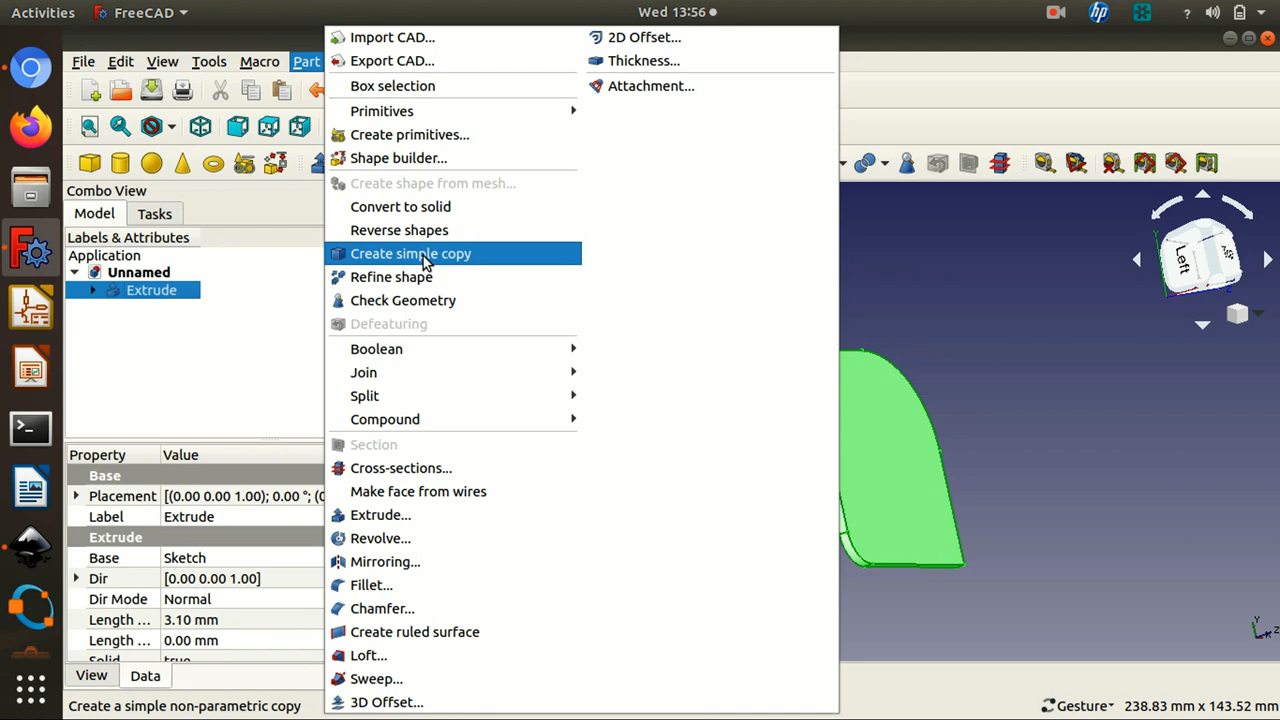 Activities FreeCAD Wed 13:56 ?
File Edit View Tools Macro Part
Combo View
Model Tasks
Labels & Attributes
Application
Unnamed
Extrude
Property Value
Base
Placement [(0.00 0.00 1.00); 0.00 °; (0
Label Extrude
Extrude
Base Sketch
Dir [0.00 0.00 1.00]
Dir Mode Normal
Length ... 3.10 mm
Length ... 0.00 mm
Solid true
View Data
Import CAD...
Export CAD...
Box selection
Primitives
Create primitives...
Shape builder...
Create shape from mesh...
Convert to solid
Reverse shapes
Create simple copy
Refine shape
Check Geometry
Defeaturing
Boolean
Join
Split
Compound
Section
Cross-sections...
Make face from wires
Extrude...
Revolve...
Mirroring...
Fillet...
Chamfer...
Create ruled surface
Loft...
Sweep...
3D Offset...
2D Offset...
Thickness...
Attachment...
Left
Y
Z
Create a simple non-parametric copy Gesture 238.83 mm x 143.52 mm